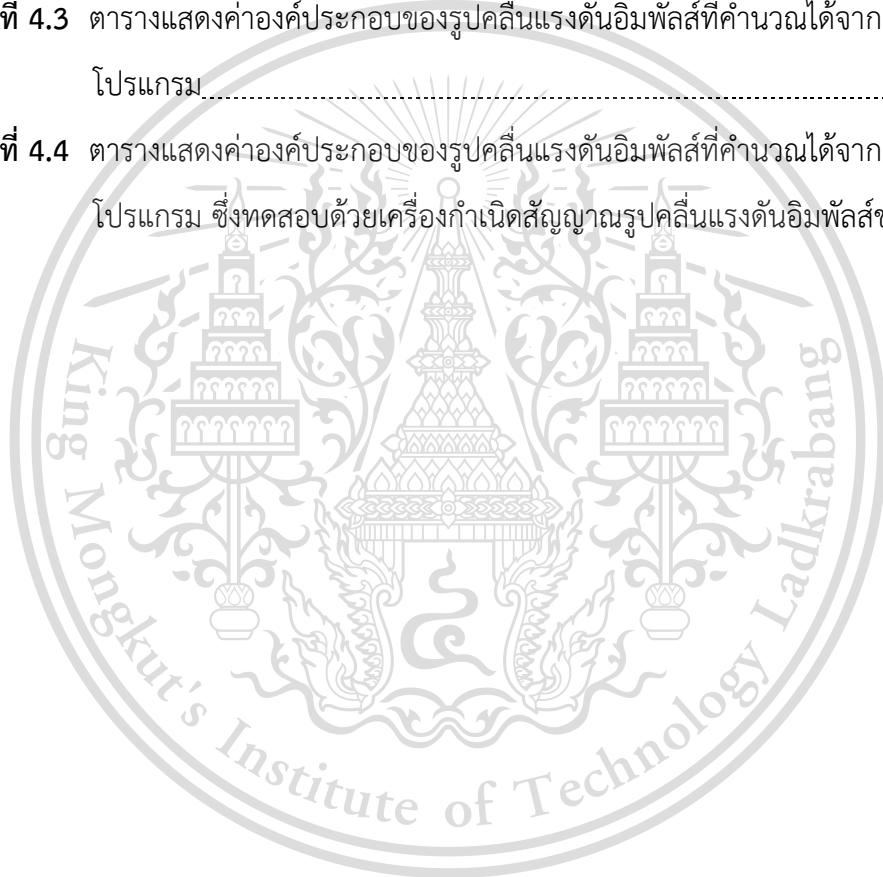 ที่ 4.3 ตารางแสดงค่าองค์ประกอบของรูปคลื่นแรงดันอิมพัลส์ที่คำนวณได้จาก
โปรแกรม
ที่ 4.4 ตารางแสดงค่าองค์ประกอบของรูปคลื่นแรงดันอิมพัลส์ที่คำนวณได้จาก
โปรแกรม ซึ่งทดสอบด้วยเครื่องกำเนิดสัญญาณรูปคลื่นแรงดันอิมพัลส์ข
King Mongkut's Institute of Technology Ladkrabang